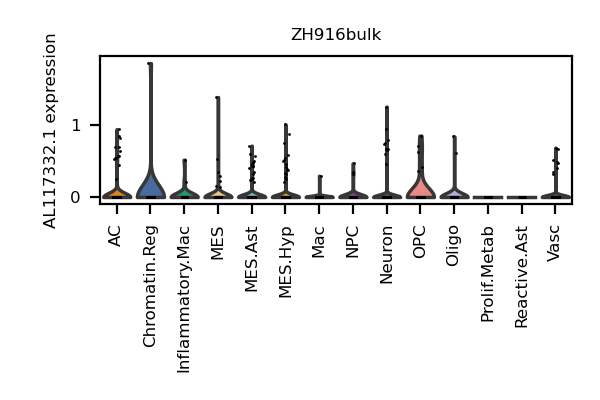 ZH916bulk
AL117332.1 expression
1
0
AC
Chromatin.Reg
Inflammatory.Mac
MES
MES.Ast
MES.Hyp
Mac
NPC
Neuron
OPC
Oligo
Prolif.Metab
Reactive.Ast
Vasc